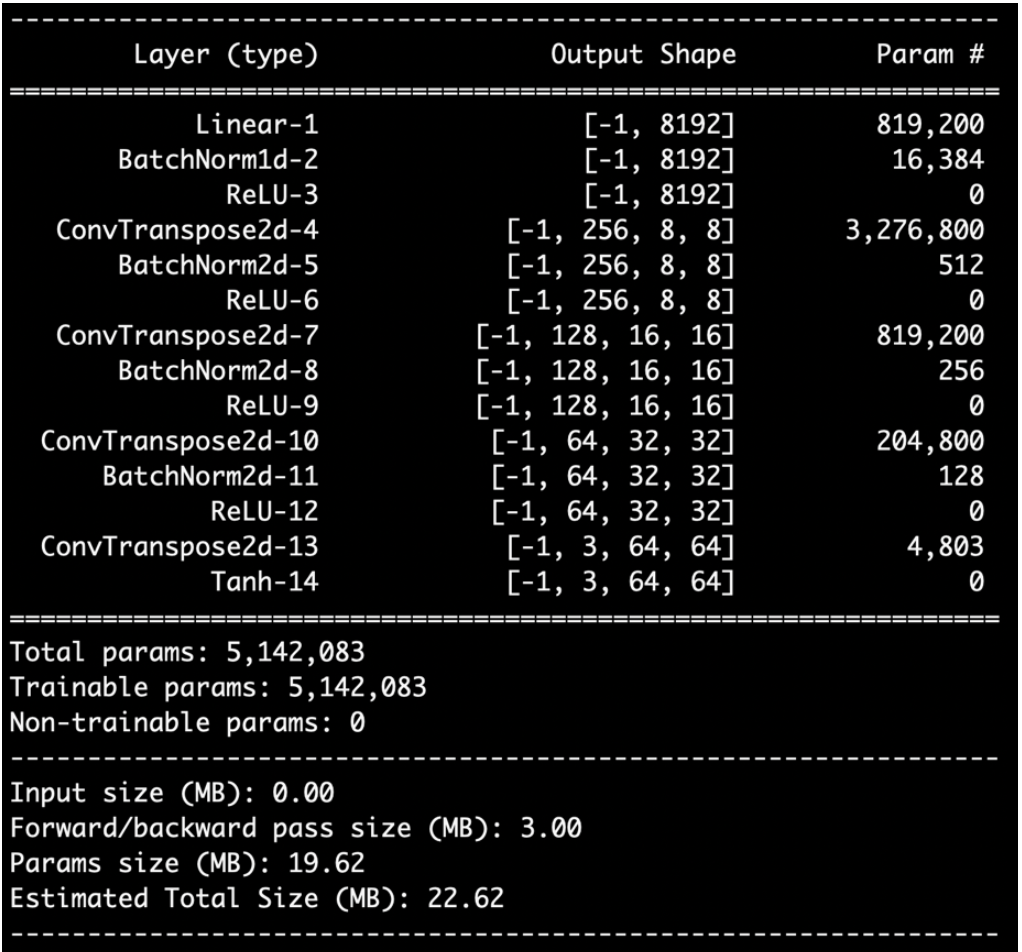 ----------------------------------------------------------------
        Layer (type)               Output Shape         Param #
================================================================
            Linear-1                 [-1, 8192]         819,200
       BatchNorm1d-2                 [-1, 8192]          16,384
              ReLU-3                 [-1, 8192]               0
   ConvTranspose2d-4            [-1, 256, 8, 8]       3,276,800
       BatchNorm2d-5            [-1, 256, 8, 8]             512
              ReLU-6            [-1, 256, 8, 8]               0
   ConvTranspose2d-7          [-1, 128, 16, 16]         819,200
       BatchNorm2d-8          [-1, 128, 16, 16]             256
              ReLU-9          [-1, 128, 16, 16]               0
  ConvTranspose2d-10           [-1, 64, 32, 32]         204,800
      BatchNorm2d-11           [-1, 64, 32, 32]             128
             ReLU-12           [-1, 64, 32, 32]               0
  ConvTranspose2d-13            [-1, 3, 64, 64]           4,803
             Tanh-14            [-1, 3, 64, 64]               0
================================================================
Total params: 5,142,083
Trainable params: 5,142,083
Non-trainable params: 0
----------------------------------------------------------------
Input size (MB): 0.00
Forward/backward pass size (MB): 3.00
Params size (MB): 19.62
Estimated Total Size (MB): 22.62
----------------------------------------------------------------